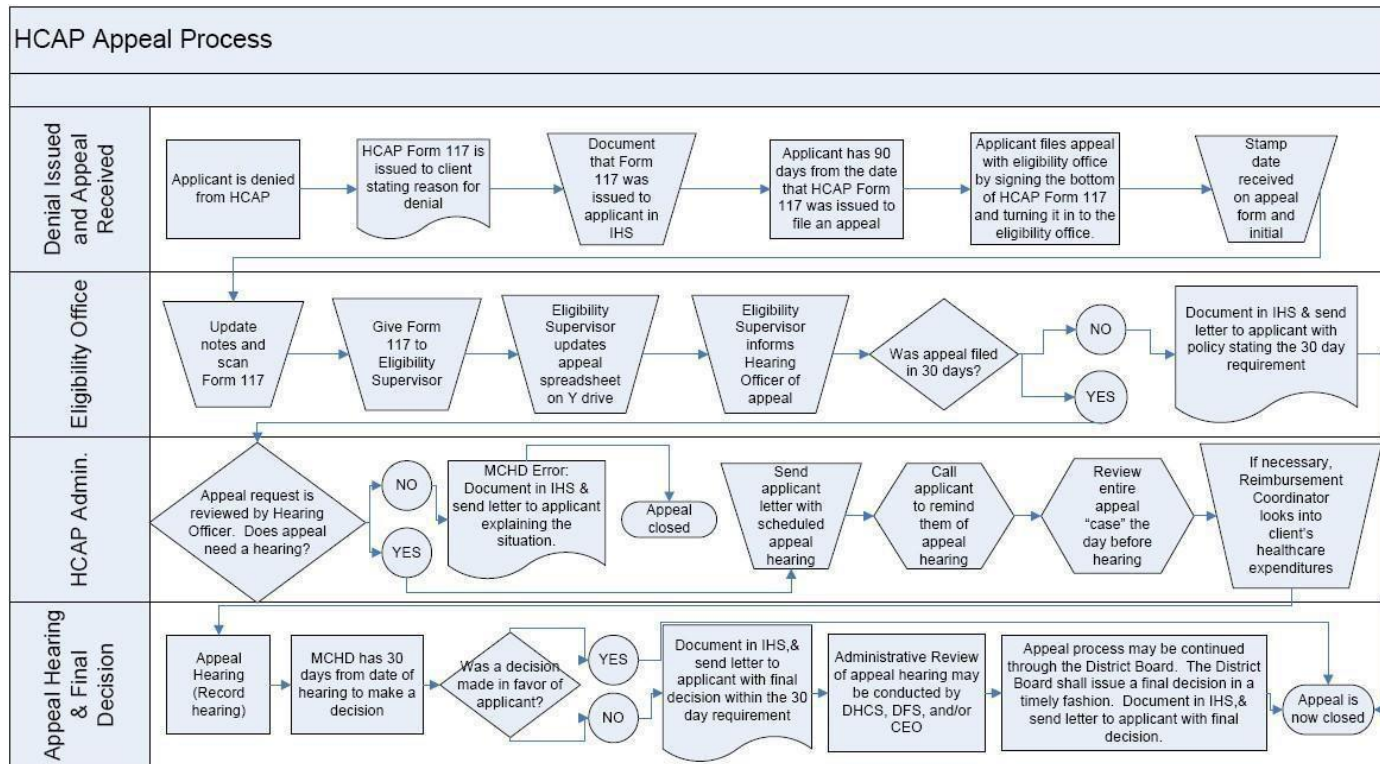 HCAP Appeal Process
Denial Issued
and Appeal
Received
Applicant is denied
from HCAP
HCAP Form 117 is
issued to client
stating reason for
denial
Document
that Form
117 was
issued to
applicant in
IHS
Applicant has 90
days from the date
that HCAP Form
117 was issued to
file an appeal
Applicant files appeal
with eligibility office
by signing the bottom
of HCAP Form 117
and turning it in to the
eligibility office.
Stamp
date
received
on appeal
form and
initial
Eligibility Office
Update
notes and
scan
Form 117
Give Form
117 to
Eligibility
Supervisor
Eligibility
Supervisor
updates
appeal
spreadsheet
on Y drive
Eligibility
Supervisor
informs
Hearing
Officer of
appeal
Was appeal filed
in 30 days?
NO
YES
Document in IHS & send
letter to applicant with
policy stating the 30 day
requirement
HCAP Admin.
Appeal request is
reviewed by Hearing
Officer. Does appeal
need a hearing?
NO
YES
MCHD Error:
Document in IHS &
send letter to applicant
explaining the
situation.
Appeal
closed
Send
applicant
letter with
scheduled
appeal
hearing
Call
applicant
to remind
them of
appeal
hearing
Review
entire
appeal
“case” the
day before
hearing
If necessary,
Reimbursement
Coordinator
looks into
client’s
healthcare
expenditures
Appeal Hearing
& Final
Decision
Appeal
Hearing
(Record
hearing)
MCHD has 30
days from date of
hearing to make a
decision
Was a decision
made in favor of
applicant?
YES
NO
Document in IHS,&
send letter to
applicant with final
decision within the 30
day requirement
Administrative Review
of appeal hearing may
be conducted by
DHCS, DFS, and/or
CEO
Appeal process may be continued
through the District Board. The District
Board shall issue a final decision in a
timely fashion. Document in IHS,&
send letter to applicant with final
decision.
Appeal is
now closed